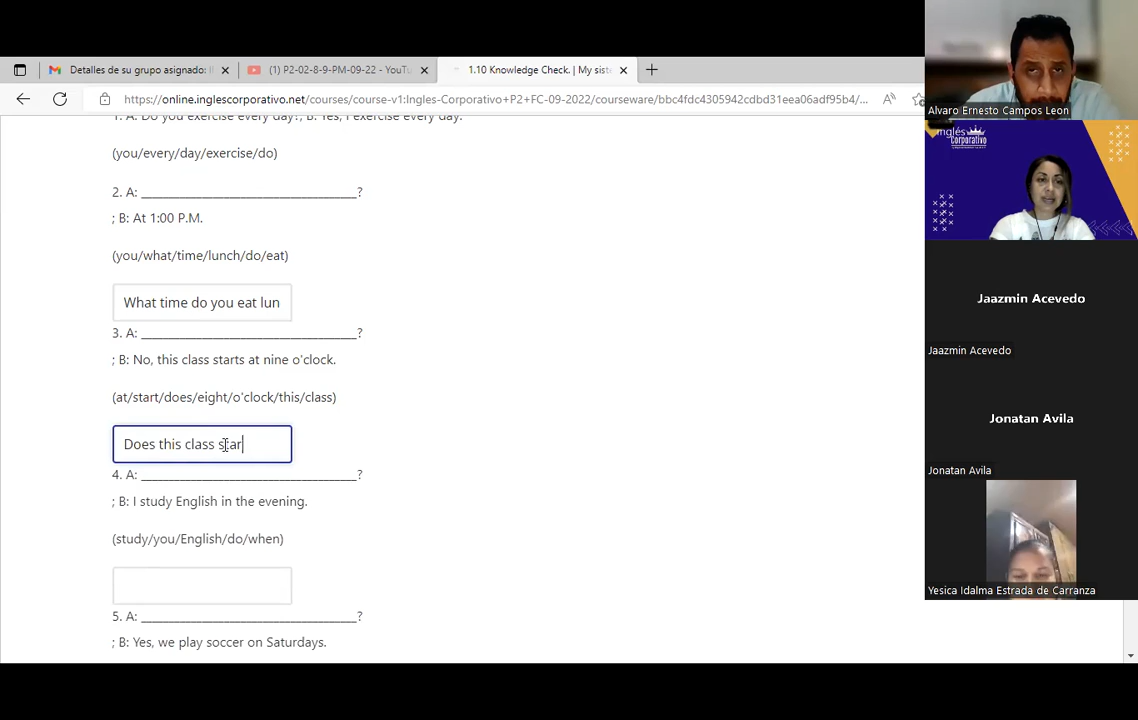 Detalles de su grupo asignado: I
(1) P2-02-8-9-PM-09-22 - YouTu
1.10 Knowledge Check. | My siste
https://online.inglescorporativo.net/courses/course-v1:Ingles-Corporativo+P2+FC-09-2022/courseware/bbc4fdc4305942cdbd31eea06adf95b4/...
1. A: Do you exercise every day?; B: Yes, I exercise every day.
(you/every/day/exercise/do)
2. A: ________________________________?
; B: At 1:00 P.M.
(you/what/time/lunch/do/eat)
What time do you eat lun
3. A: ________________________________?
; B: No, this class starts at nine o'clock.
(at/start/does/eight/o'clock/this/class)
Does this class star
4. A: ________________________________?
; B: I study English in the evening.
(study/you/English/do/when)
5. A: ________________________________?
; B: Yes, we play soccer on Saturdays.
Alvaro Ernesto Campos Leon
Inglés
Corporativo
Jaazmin Acevedo
Jaazmin Acevedo
Jonatan Avila
Jonatan Avila
Yesica Idalma Estrada de Carranza